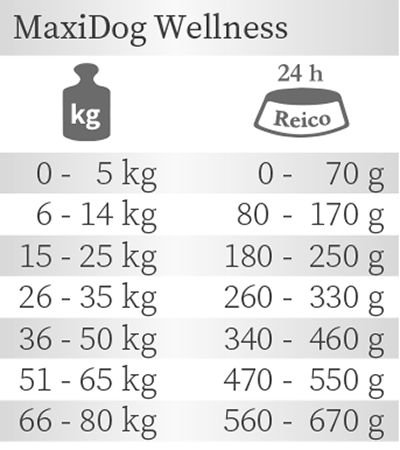 MaxiDog Wellness
24 h
kg
Reico
0 - 5 kg 0 - 70 g
6 - 14 kg 80 - 170 g
15 - 25 kg 180 - 250 g
26 - 35 kg 260 - 330 g
36 - 50 kg 340 - 460 g
51 - 65 kg 470 - 550 g
66 - 80 kg 560 - 670 g